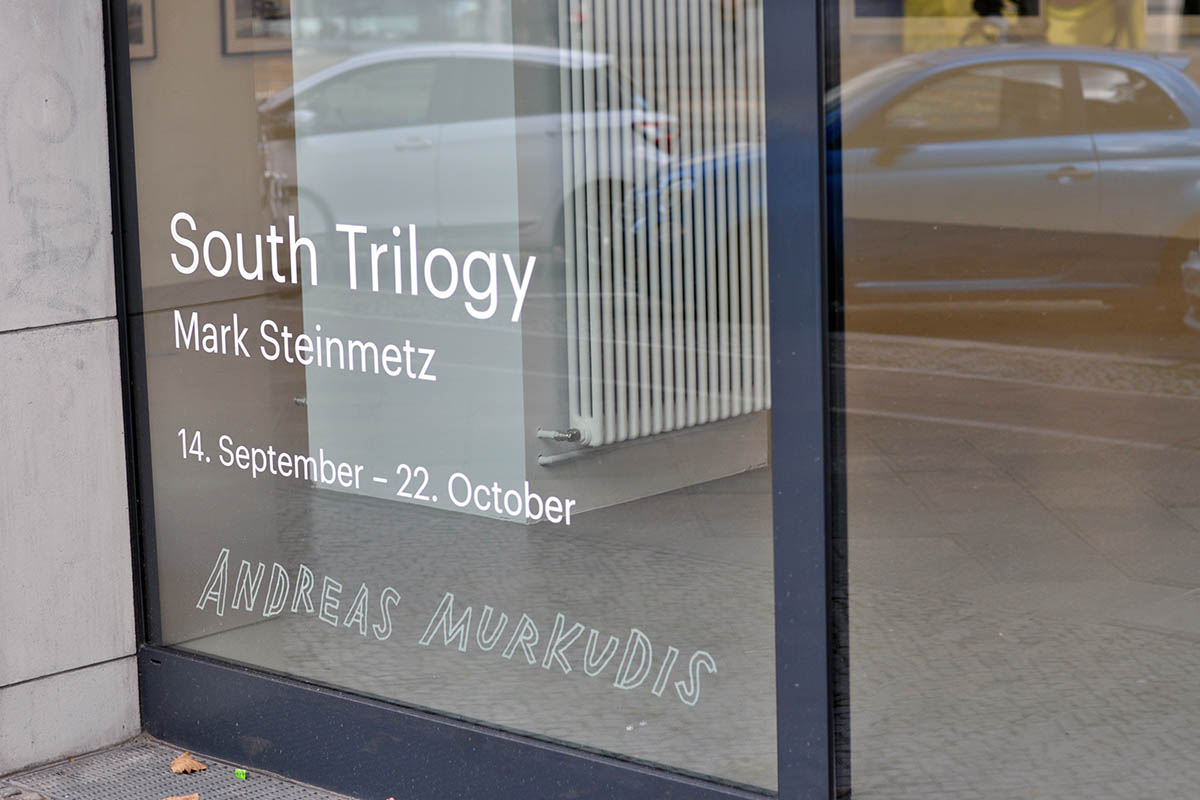 South Trilogy
Mark Steinmetz
14. September – 22. October
ANDREAS MURKUDIS